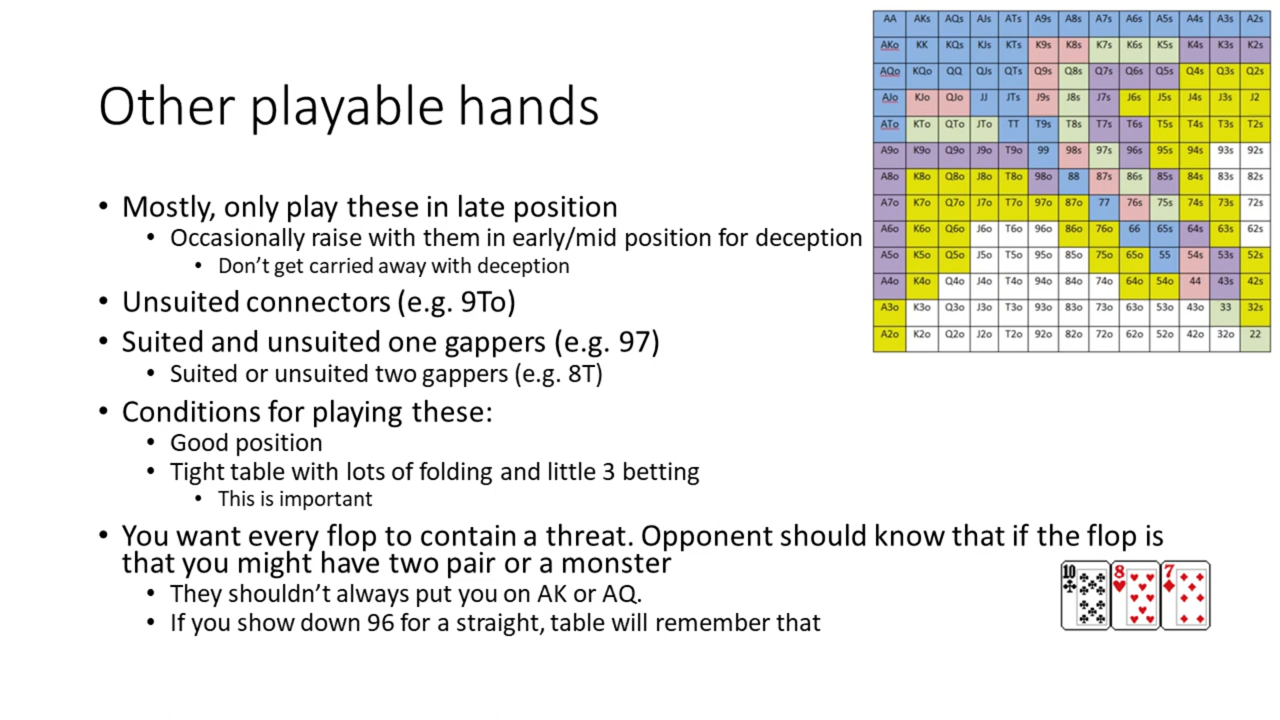 Other playable hands
• Mostly, only play these in late position
• Occasionally raise with them in early/mid position for deception
• Don't get carried away with deception
• Unsuited connectors (e.g. 9To)
• Suited and unsuited one gappers (e.g. 97)
• Suited or unsuited two gappers (e.g. 8T)
• Conditions for playing these:
• Good position
• Tight table with lots of folding and little 3 betting
• This is important
• You want every flop to contain a threat. Opponent should know that if the flop is
that you might have two pair or a monster
• They shouldn't always put you on AK or AQ.
• If you show down 96 for a straight, table will remember that
AA AKs AQs AJs ATs A9s A8s A7s A6s A5s A4s A3s A2s
AKo KK KQs KJs KTs K9s K8s K7s K6s K5s K4s K3s K2s
AQo KQo QQ QJs QTs Q9s Q8s Q7s Q6s Q5s Q4s Q3s Q2s
AJo KJo QJo JJ JTs J9s J8s J7s J6s J5s J4s J3s J2
ATo KTo QTo JTo TT T9s T8s T7s T6s T5s T4s T3s T2s
A9o K9o Q9o J9o T9o 99 98s 97s 96s 95s 94s 93s 92s
A8o K8o Q8o J8o T8o 98o 88 87s 86s 85s 84s 83s 82s
A7o K7o Q7o J7o T7o 97o 87o 77 76s 75s 74s 73s 72s
A6o K6o Q6o J6o T6o 96o 86o 76o 66 65s 64s 63s 62s
A5o K5o Q5o J5o T5o 95o 85o 75o 65o 55 54s 53s 52s
A4o K4o Q4o J4o T4o 94o 84o 74o 64o 54o 44 43s 42s
A3o K3o Q3o J3o T3o 93o 83o 73o 63o 53o 43o 33 32s
A2o K2o Q2o J2o T2o 92o 82o 72o 62o 52o 42o 32o 22
10 8 7